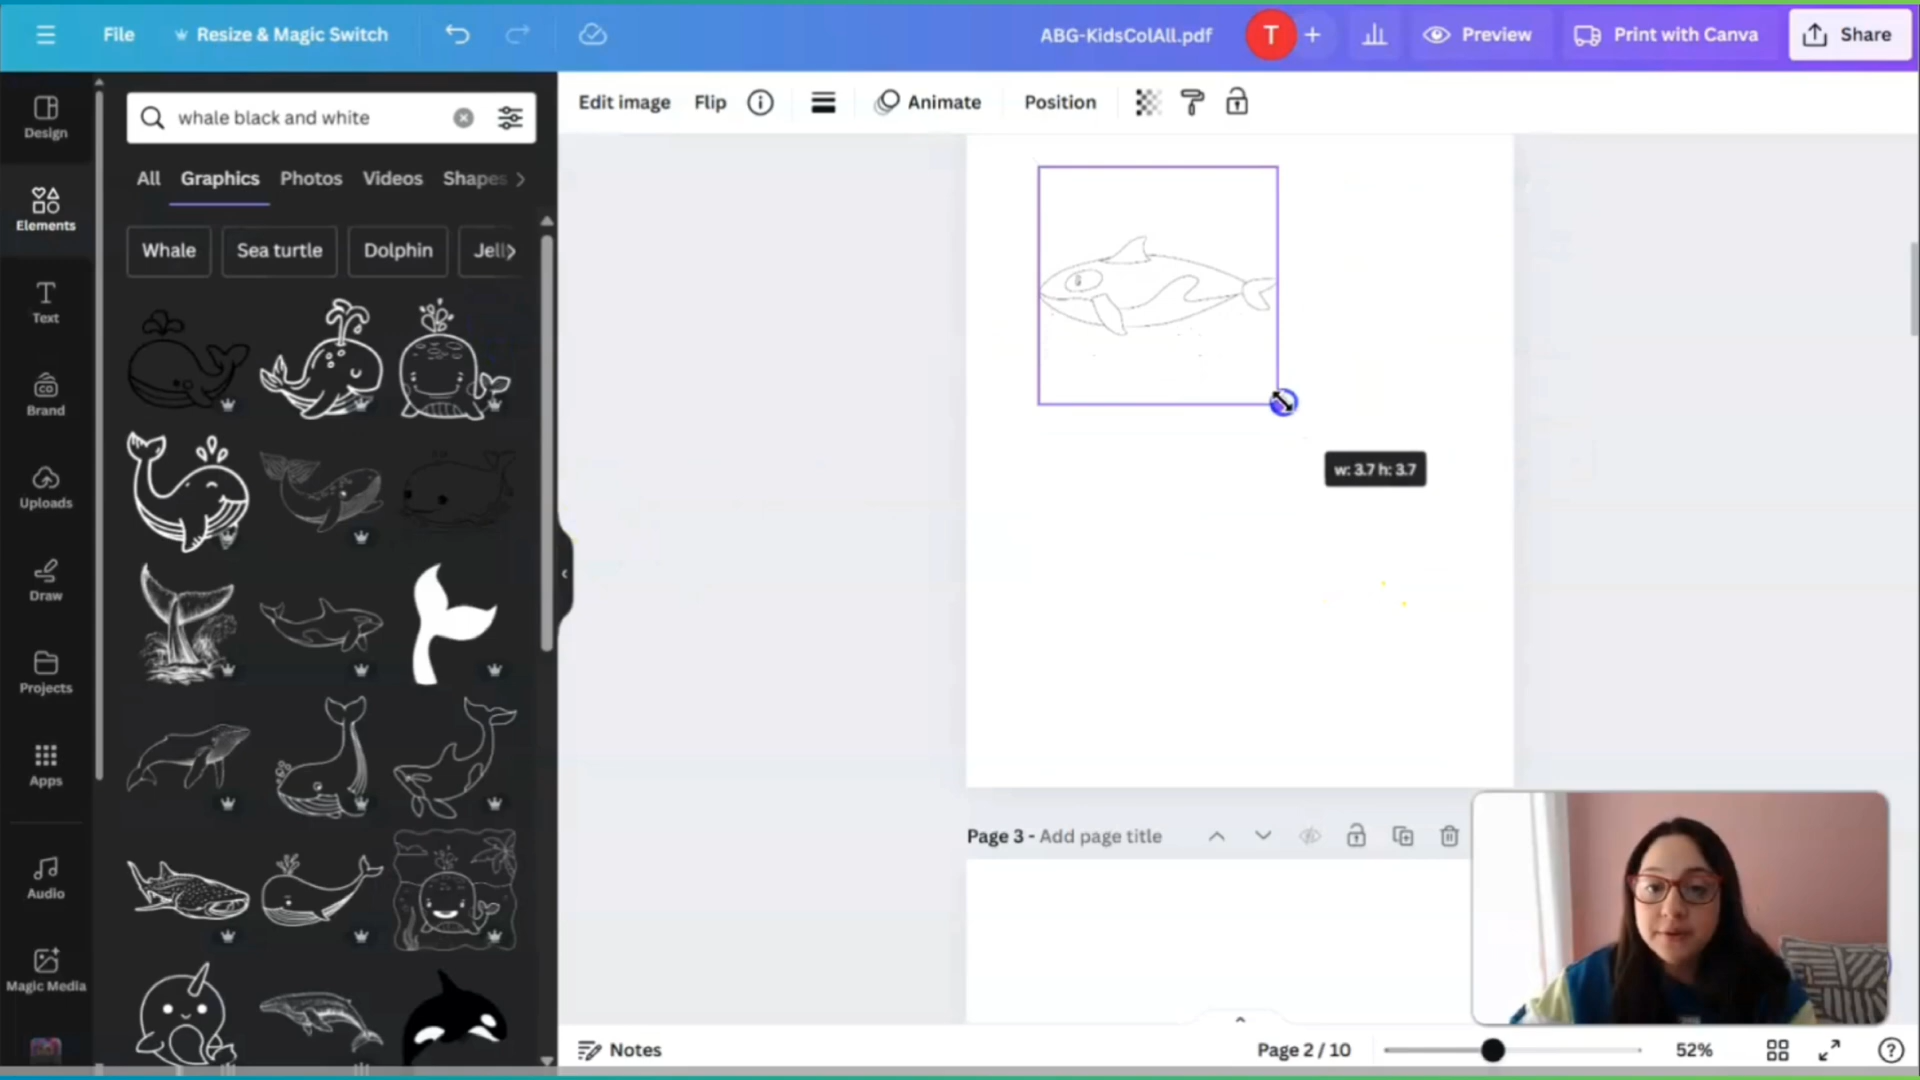 File
Resize & Magic Switch
ABG-KidsColAll.pdf
T
Preview
Print with Canva
Share
Design
Elements
Text
Brand
Uploads
Draw
Projects
Apps
Audio
Magic Media
whale black and white
All
Graphics
Photos
Videos
Shapes
Whale
Sea turtle
Dolphin
Jell
Edit image
Flip
Animate
Position
w: 3.7 h: 3.7
Page 3 - Add page title
Notes
Page 2 / 10
52%